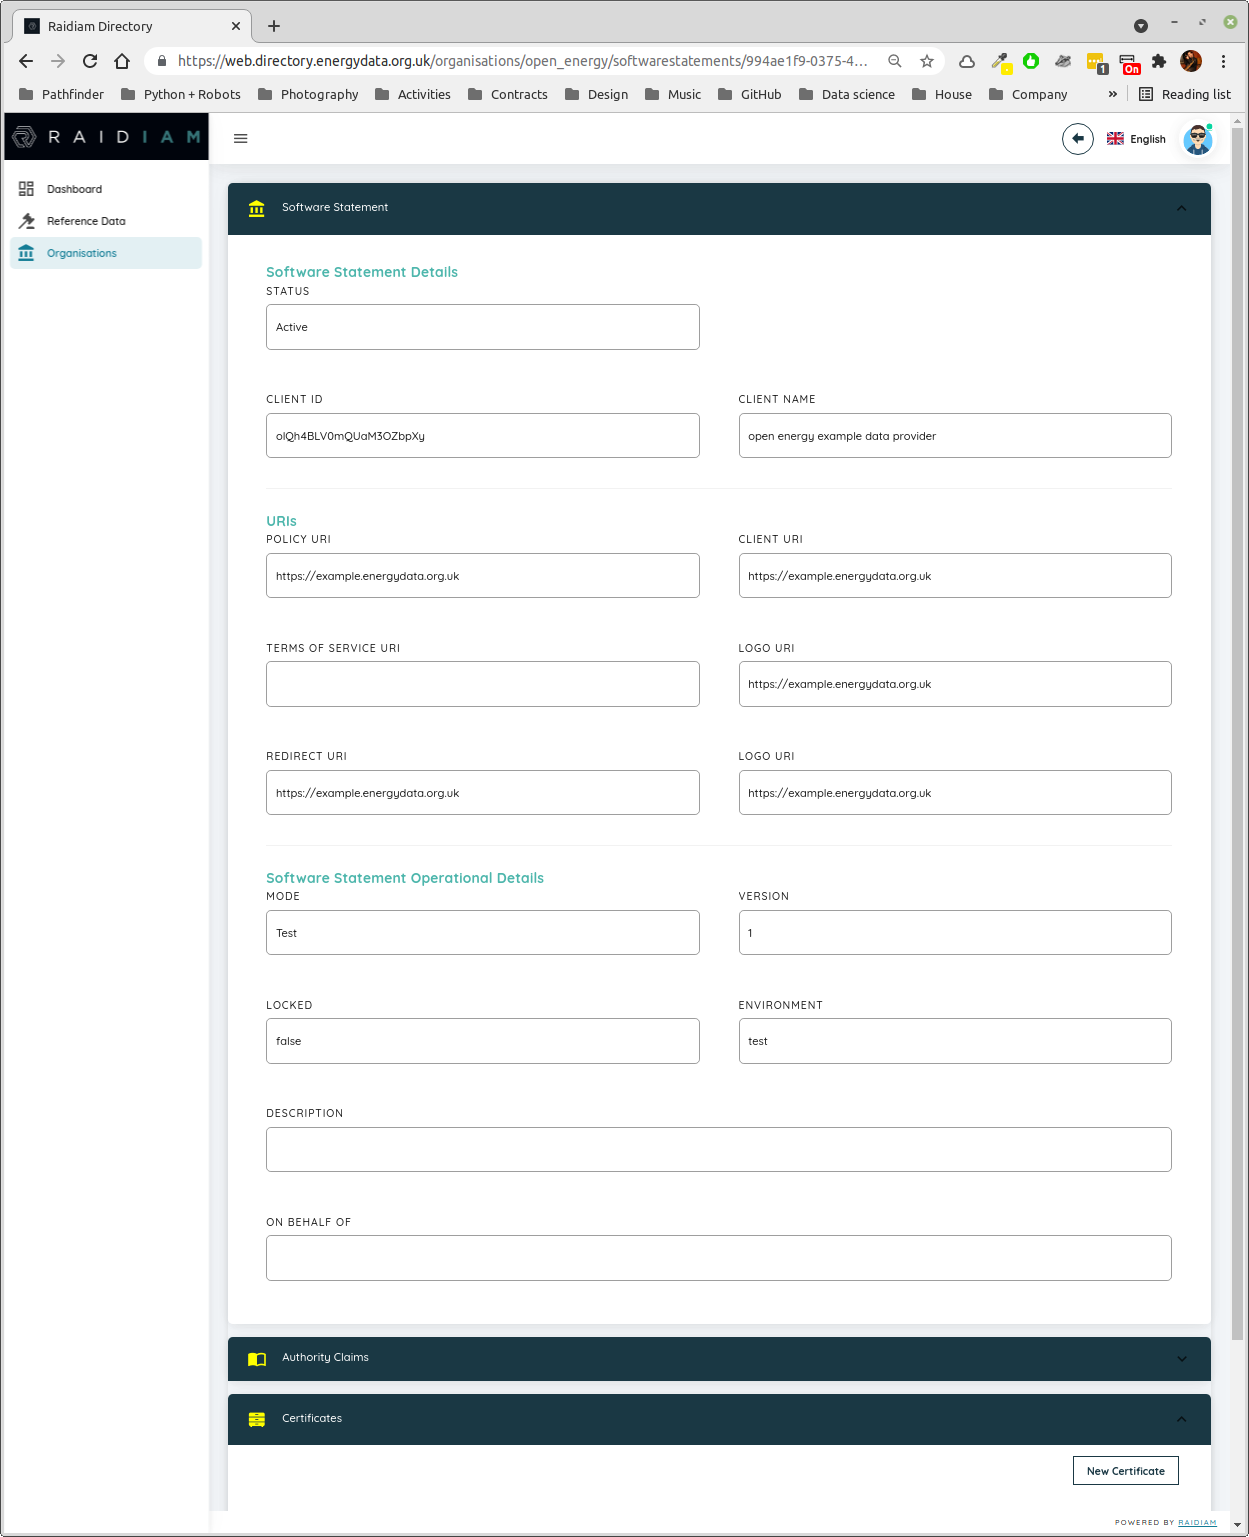 Raidiam Directory
https://web.directory.energydata.org.uk/organisations/open_energy/softwarestatements/994ae1f9-0375-4...
1
On
Pathfinder Python + Robots Photography Activities Contracts Design Music GitHub Data science House Company » Reading list
RAIDIAM
English
Dashboard
Reference Data
Organisations
Software Statement
Software Statement Details
STATUS
Active
CLIENT ID CLIENT NAME
olQh4BLV0mQUaM3OZbpXy open energy example data provider
URIs
POLICY URI CLIENT URI
https://example.energydata.org.uk https://example.energydata.org.uk
TERMS OF SERVICE URI LOGO URI
https://example.energydata.org.uk
REDIRECT URI LOGO URI
https://example.energydata.org.uk https://example.energydata.org.uk
Software Statement Operational Details
MODE VERSION
Test 1
LOCKED ENVIRONMENT
false test
DESCRIPTION
ON BEHALF OF
Authority Claims
Certificates
New Certificate
POWERED BY RAIDIAM